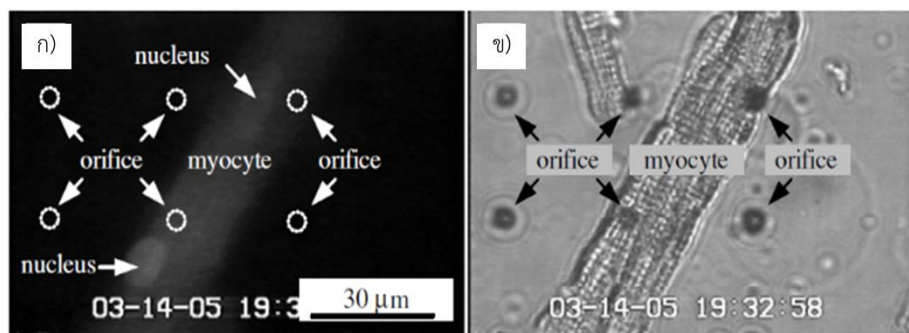 ก)
nucleus
orifice
myocyte
orifice
nucleus
03-14-05 19:3
30 µm
ข)
orifice
myocyte
orifice
03-14-05 19:32:58